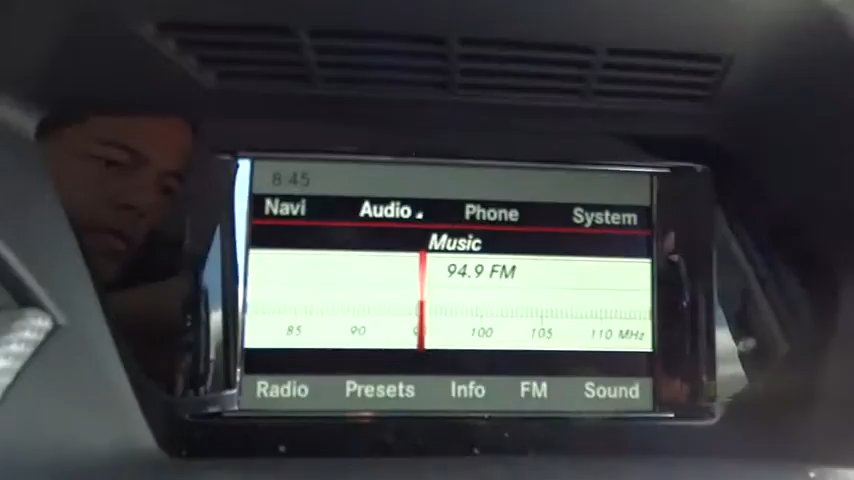 8:45
Navi Audio Phone System
Music
94.9 FM
85 90 9 100 105 110 MHz
Radio Presets Info FM Sound